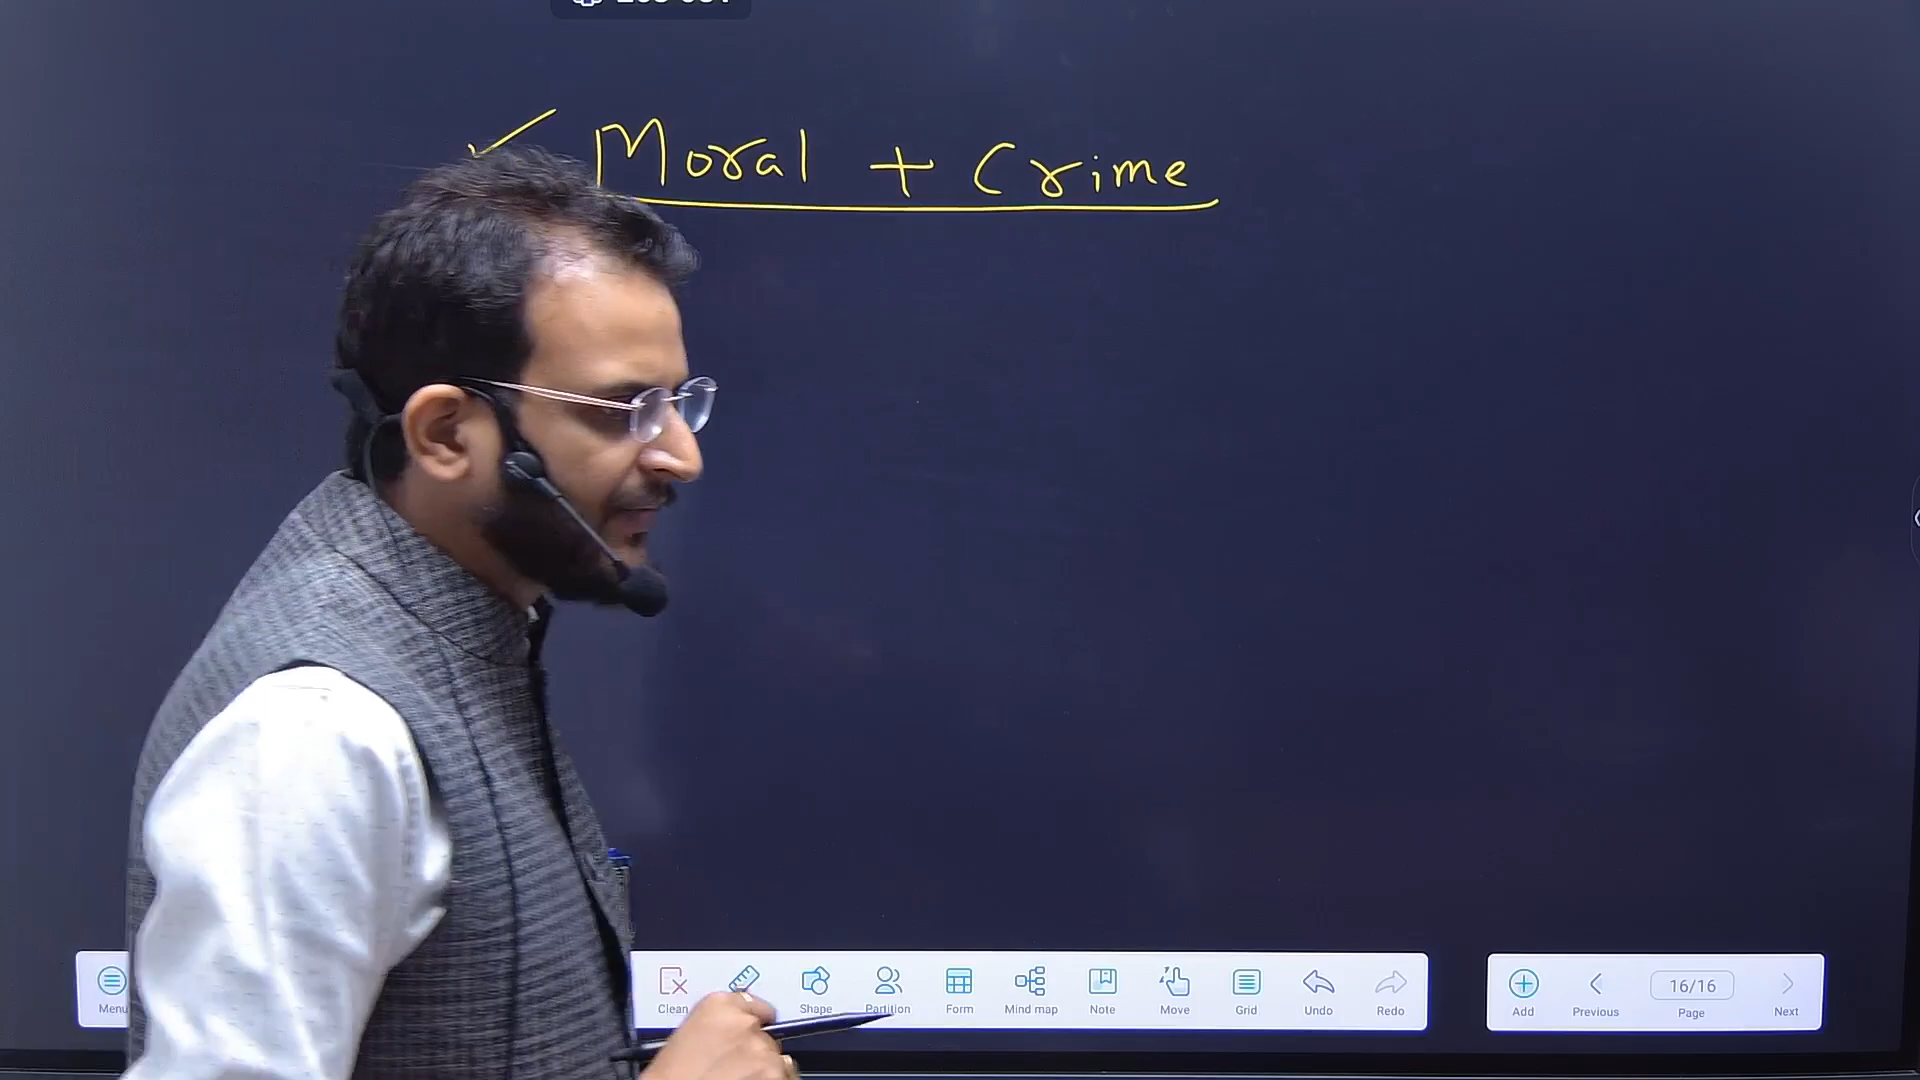 Moral + Crime
Menu Clean Shape Partition Form Mind map Note Move Grid Undo Redo
Add Previous 16/16 Page Next